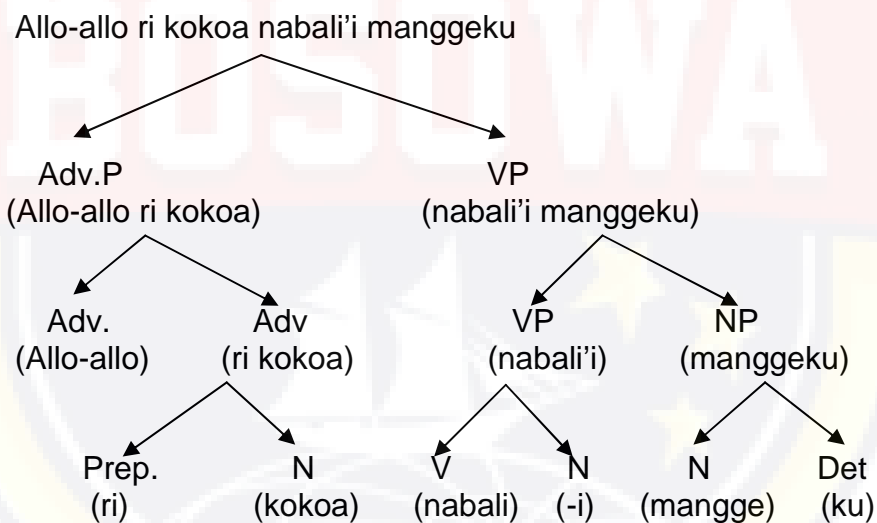 BOSOWA
Allo-allo ri kokoa nabali'i manggeku
Adv.P VP
(Allo-allo ri kokoa) (nabali'i manggeku)
Adv. Adv VP NP
(Allo-allo) (ri kokoa) (nabali'i) (manggeku)
Prep. N V N N Det
(ri) (kokoa) (nabali) (-i) (mangge) (ku)